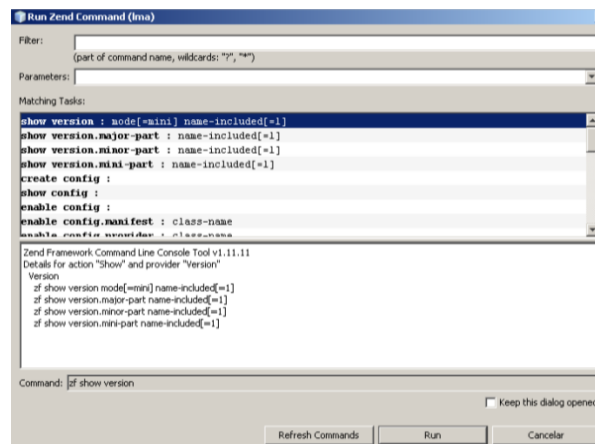 Run Zend Command (lma)
Filter:
(part of command name, wildcards: "?", "*")
Parameters:
Matching Tasks:
show version : mode[=mini] name-included[=1]
show version.major-part : name-included[=1]
show version.minor-part : name-included[=1]
show version.mini-part : name-included[=1]
create config :
show config :
enable config :
enable config.manifest : class-name
enable config.provider : class-name
Zend Framework Command Line Console Tool v1.11.11
Details for action "Show" and provider "Version"
Version
zf show version mode[=mini] name-included[=1]
zf show version.major-part name-included[=1]
zf show version.minor-part name-included[=1]
zf show version.mini-part name-included[=1]
Command: zf show version
Keep this dialog opened
Refresh Commands Run Cancelar